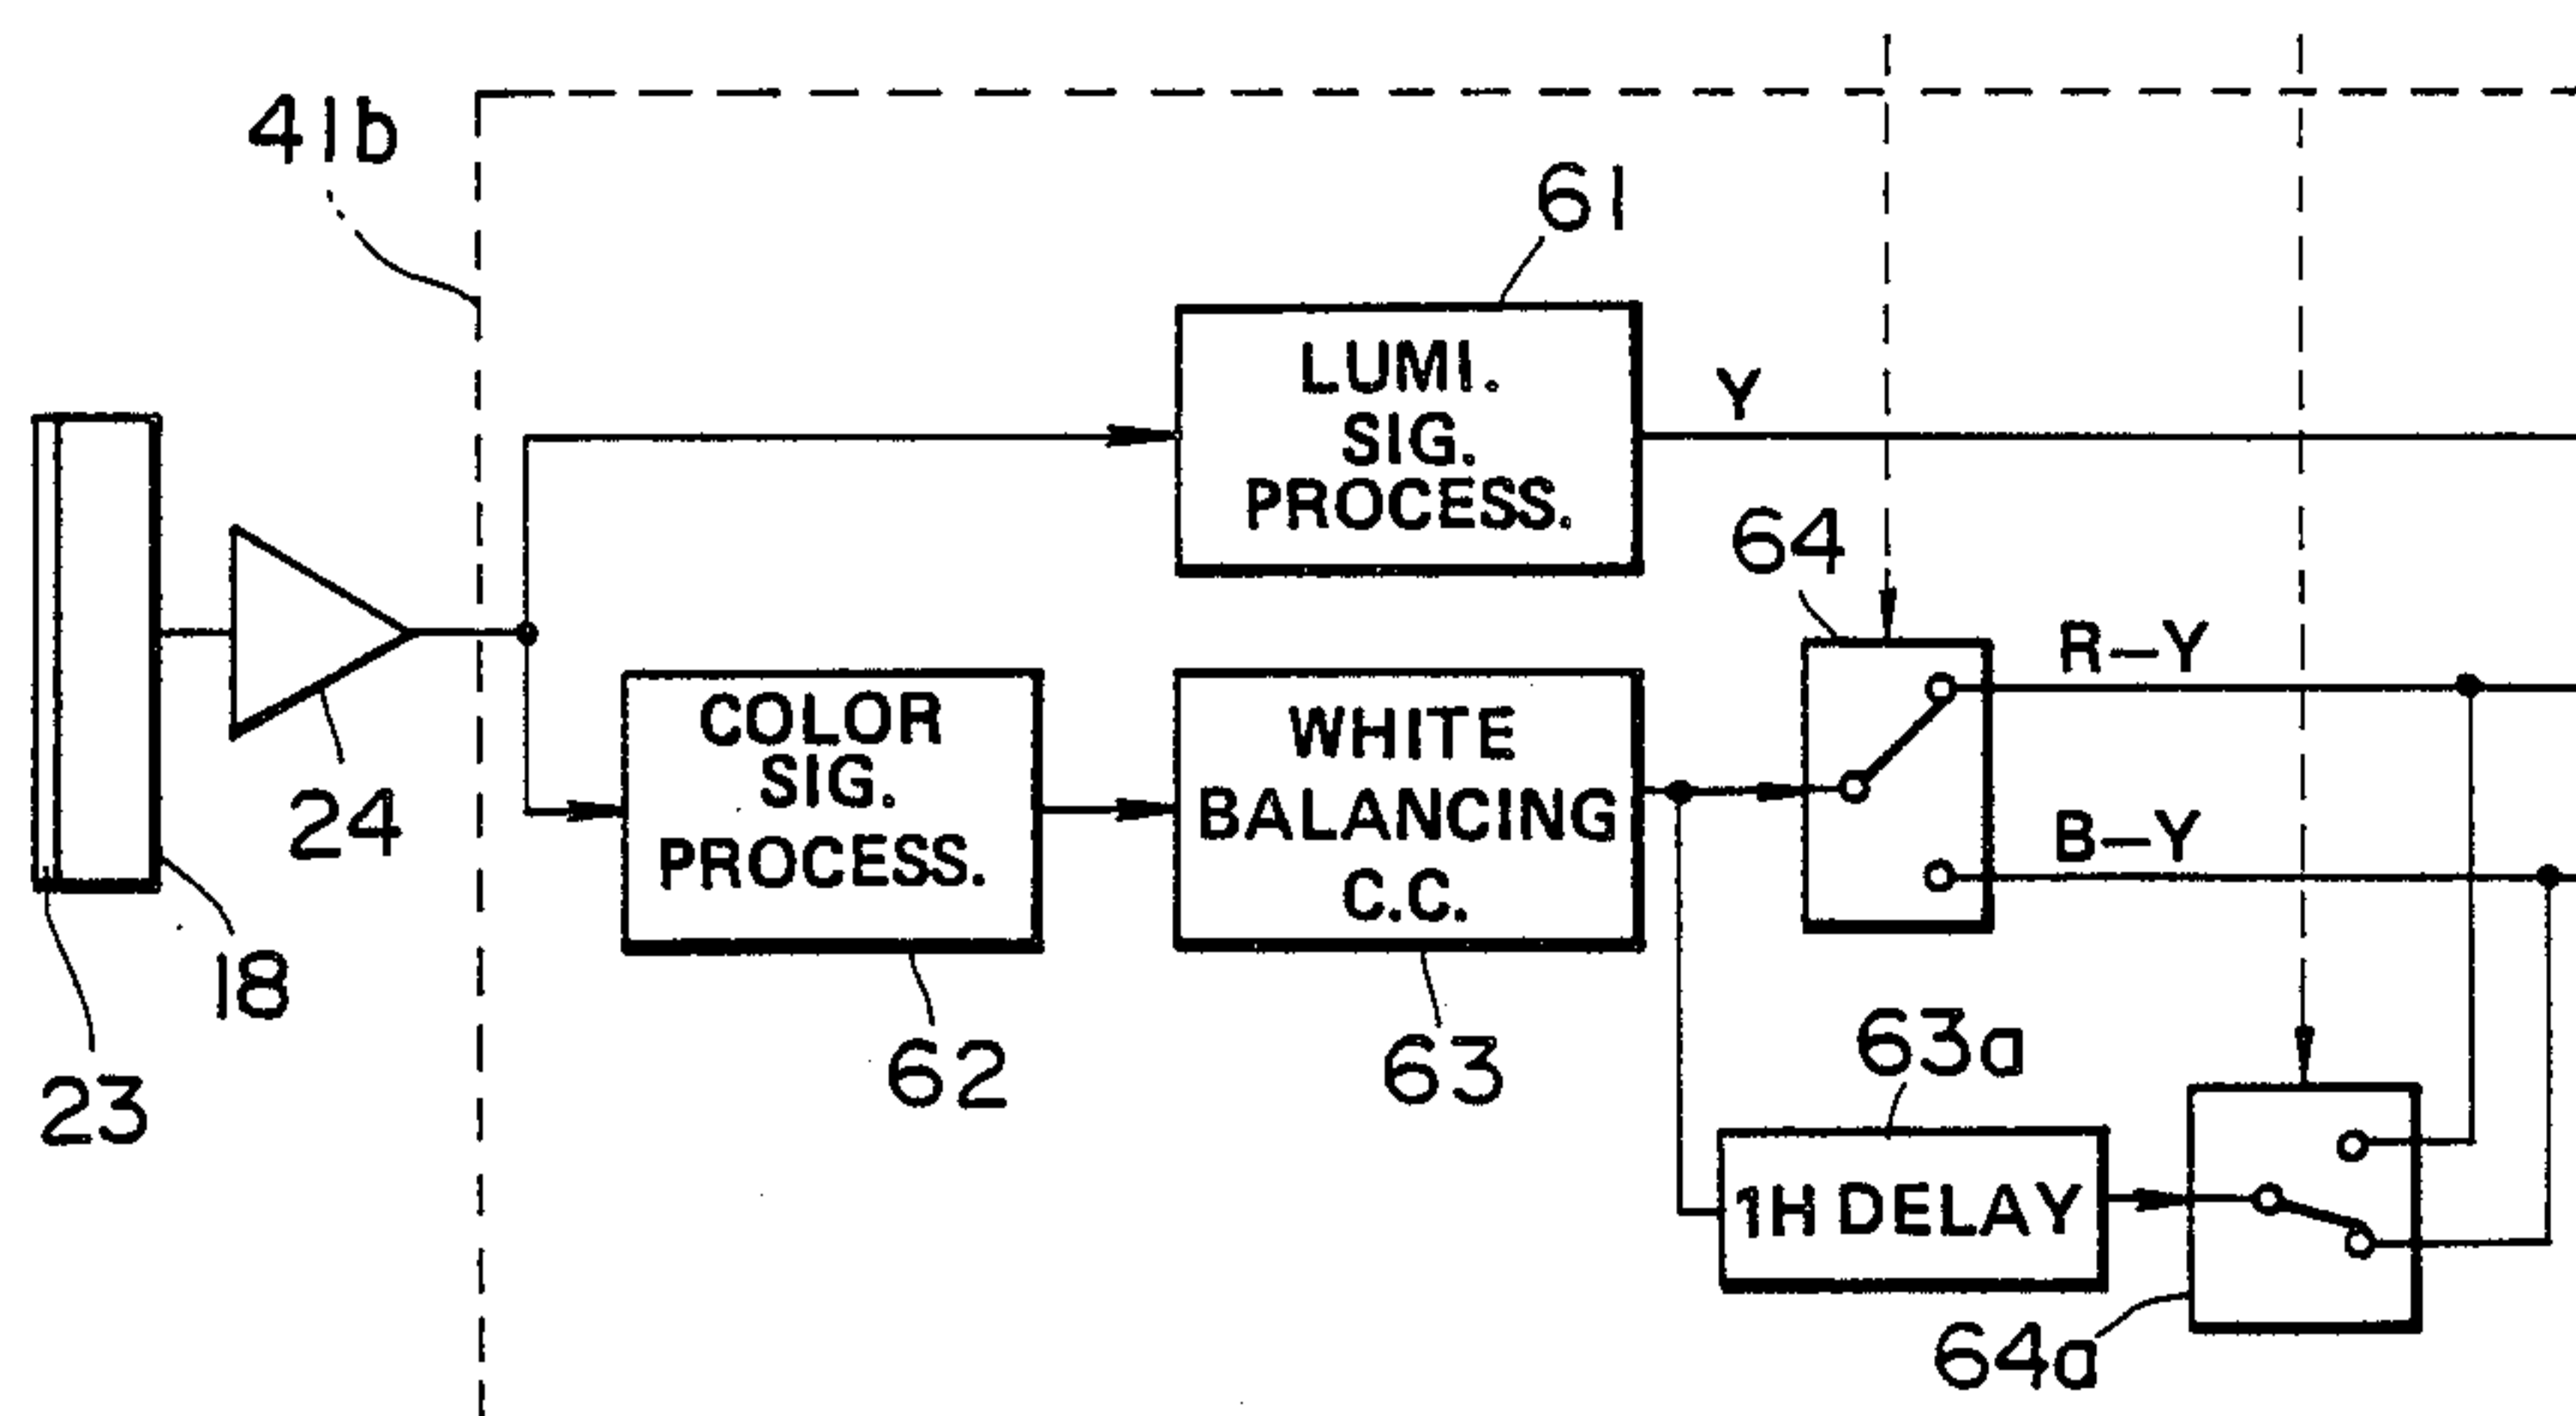 41b
61
LUMI.
SIG.
PROCESS.
Y
64
R-Y
B-Y
COLOR
SIG.
PROCESS.
WHITE
BALANCING
C.C.
24
18
23
62
63
63a
1H DELAY
64a